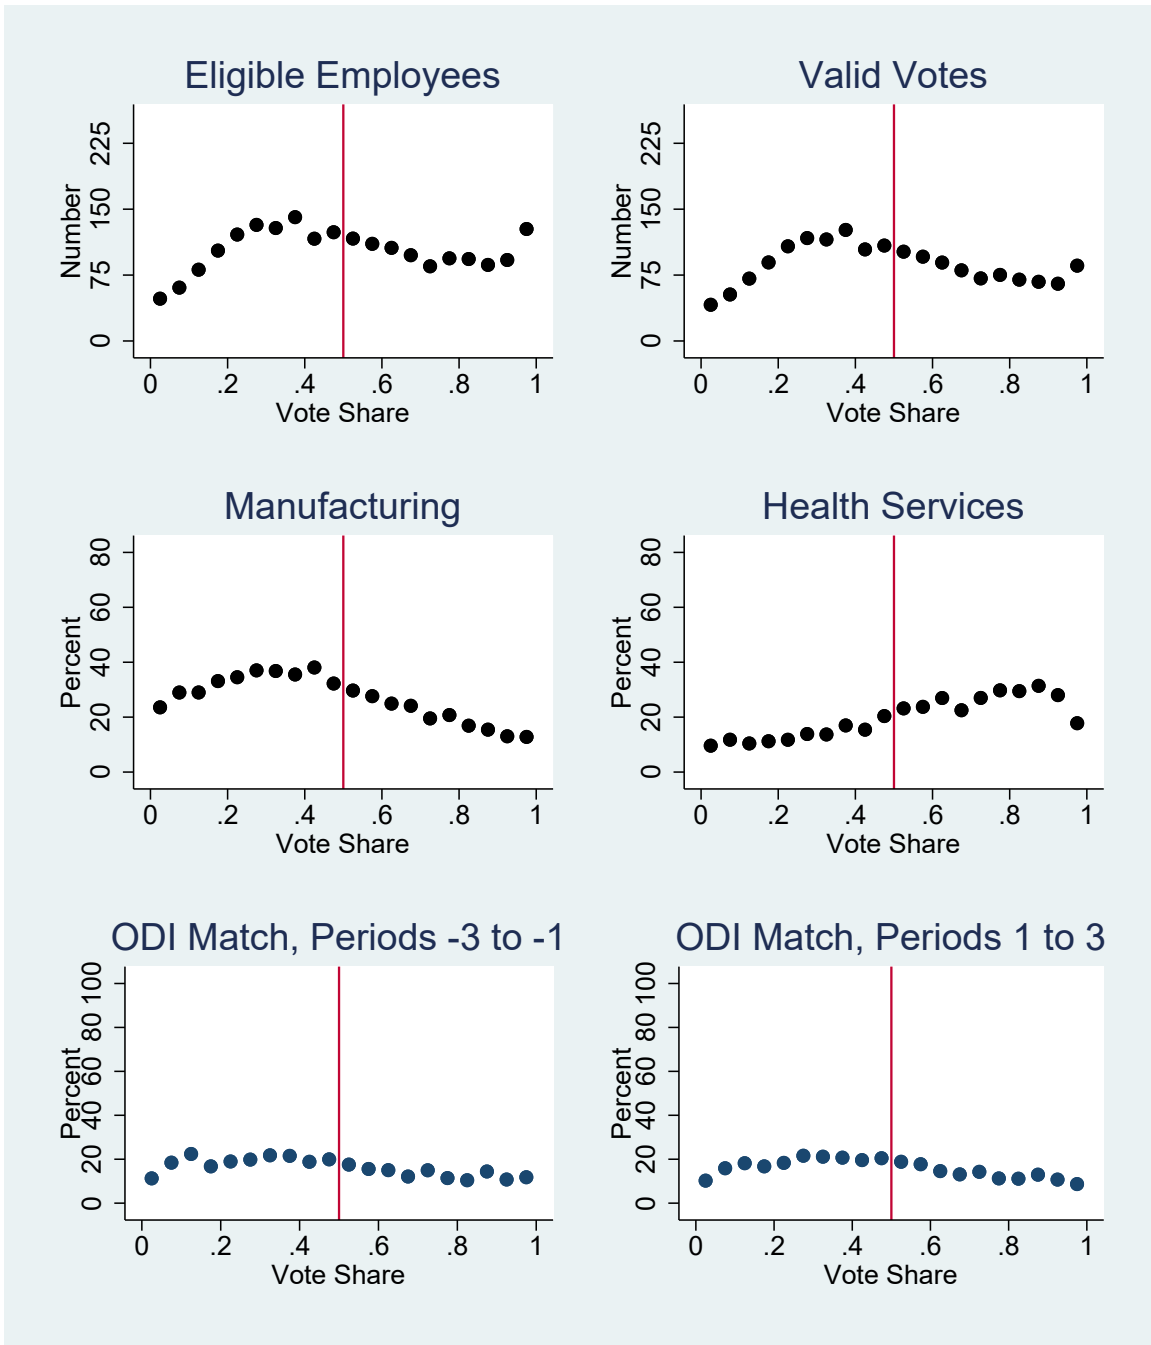 Eligible Employees
Number
225
150
75
0
0 .2 .4 .6 .8 1
Vote Share
Valid Votes
Number
225
150
75
0
0 .2 .4 .6 .8 1
Vote Share
Manufacturing
Percent
80
60
40
20
0
0 .2 .4 .6 .8 1
Vote Share
Health Services
Percent
80
60
40
20
0
0 .2 .4 .6 .8 1
Vote Share
ODI Match, Periods -3 to -1
Percent
100
80
60
40
20
0
0 .2 .4 .6 .8 1
Vote Share
ODI Match, Periods 1 to 3
Percent
100
80
60
40
20
0
0 .2 .4 .6 .8 1
Vote Share